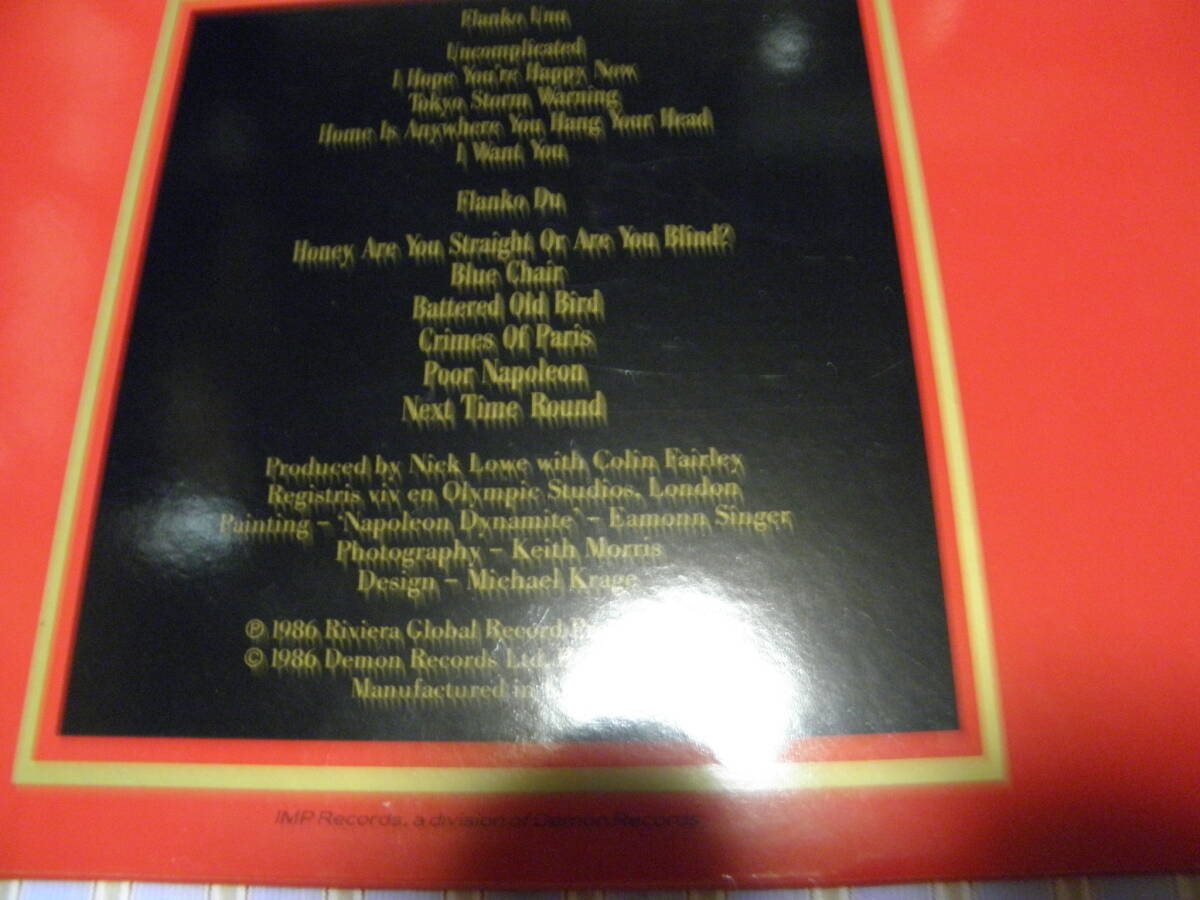 Flanko Unu
Uncomplicated
I Hope You're Happy Now
Tokyo Storm Warning
Home Is Anywhere You Hang Your Head
I Want You
Flanko Du
Honey, Are You Straight Or Are You Blind?
Blue Chair
Battered Old Bird
Crimes Of Paris
Poor Napoleon
Next Time Round
Produced by Nick Lowe with Colin Fairley
Registris vix en Olympic Studios, London
Painting – 'Napoleon Dynamite' – Eamonn Singer
Photography – Keith Morris
Design – Michael Krage
℗ 1986 Riviera Global Record
© 1986 Demon Records Ltd.
Manufactured in
IMP Records, a division of Demon Records